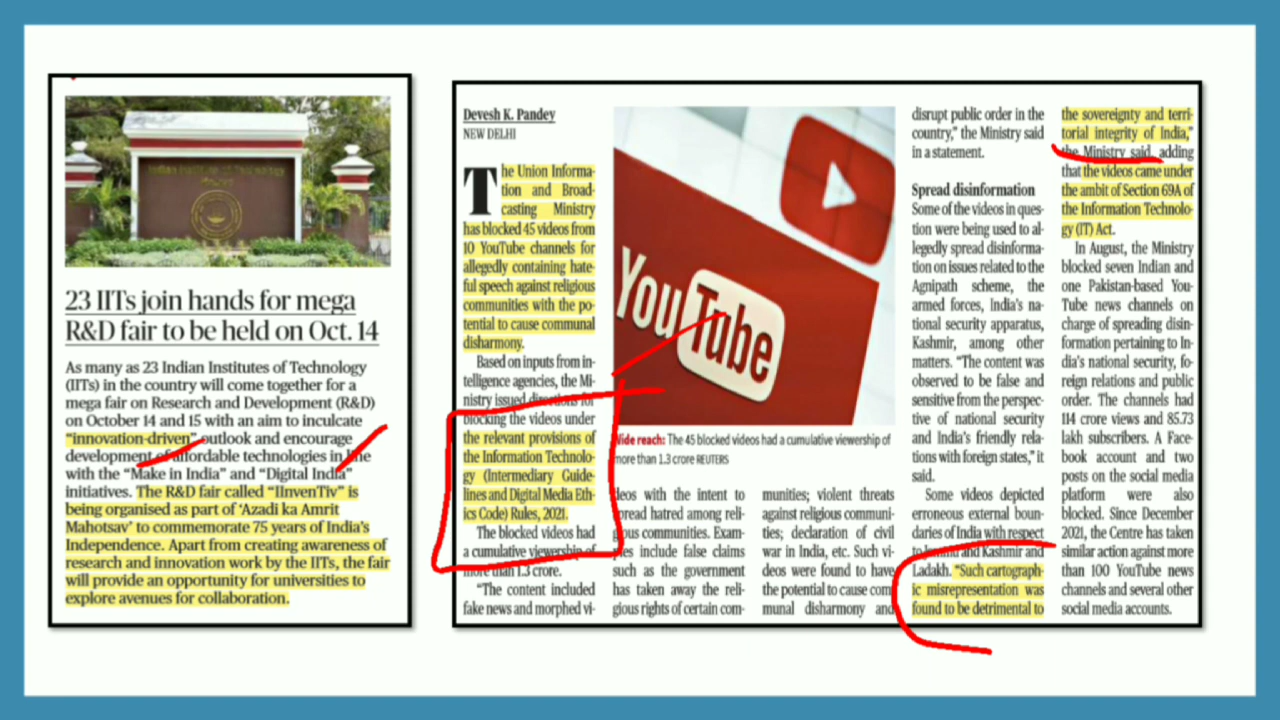 INDIAN INSTITUTE OF TECHNOLOGY
23 IITs join hands for mega
R&D fair to be held on Oct. 14
As many as 23 Indian Institutes of Technology
(IITs) in the country will come together for a
mega fair on Research and Development (R&D)
on October 14 and 15 with an aim to inculcate
“innovation-driven” outlook and encourage
development of affordable technologies in line
with the “Make in India” and “Digital India”
initiatives. The R&D fair called “IInvenTiv” is
being organised as part of ‘Azadi ka Amrit
Mahotsav’ to commemorate 75 years of India’s
Independence. Apart from creating awareness of
research and innovation work by the IITs, the fair
will provide an opportunity for universities to
explore avenues for collaboration.
Devesh K. Pandey
NEW DELHI
The Union Informa-
tion and Broad-
casting Ministry
has blocked 45 videos from
10 YouTube channels for
allegedly containing hate-
ful speech against religious
communities with the po-
tential to cause communal
disharmony.
Based on inputs from in-
telligence agencies, the Mi-
nistry issued directions for
blocking the videos under
the relevant provisions of
the Information Technolo-
gy (Intermediary Guide-
lines and Digital Media Eth-
ics Code) Rules, 2021.
The blocked videos had
a cumulative viewership of
more than 1.3 crore.
“The content included
fake news and morphed vi-
YouTube
Wide reach: The 45 blocked videos had a cumulative viewership of
more than 1.3 crore REUTERS
deos with the intent to
spread hatred among reli-
gious communities. Exam-
ples include false claims
such as the government
has taken away the reli-
gious rights of certain com-
munities; violent threats
against religious communi-
ties; declaration of civil
war in India, etc. Such vi-
deos were found to have
the potential to cause com-
munal disharmony and
disrupt public order in the
country,” the Ministry said
in a statement.
Spread disinformation
Some of the videos in ques-
tion were being used to al-
legedly spread disinforma-
tion on issues related to the
Agnipath scheme, the
armed forces, India’s na-
tional security apparatus,
Kashmir, among other
matters. “The content was
observed to be false and
sensitive from the perspec-
tive of national security
and India’s friendly rela-
tions with foreign states,” it
said.
Some videos depicted
erroneous external boun-
daries of India with respect
to Jammu and Kashmir and
Ladakh. “Such cartograph-
ic misrepresentation was
found to be detrimental to
the sovereignty and terri-
torial integrity of India,”
the Ministry said, adding
that the videos came under
the ambit of Section 69A of
the Information Technolo-
gy (IT) Act.
In August, the Ministry
blocked seven Indian and
one Pakistan-based You-
Tube news channels on
charge of spreading disin-
formation pertaining to In-
dia’s national security, fo-
reign relations and public
order. The channels had
114 crore views and 85.73
lakh subscribers. A Face-
book account and two
posts on the social media
platform were also
blocked. Since December
2021, the Centre has taken
similar action against more
than 100 YouTube news
channels and several other
social media accounts.